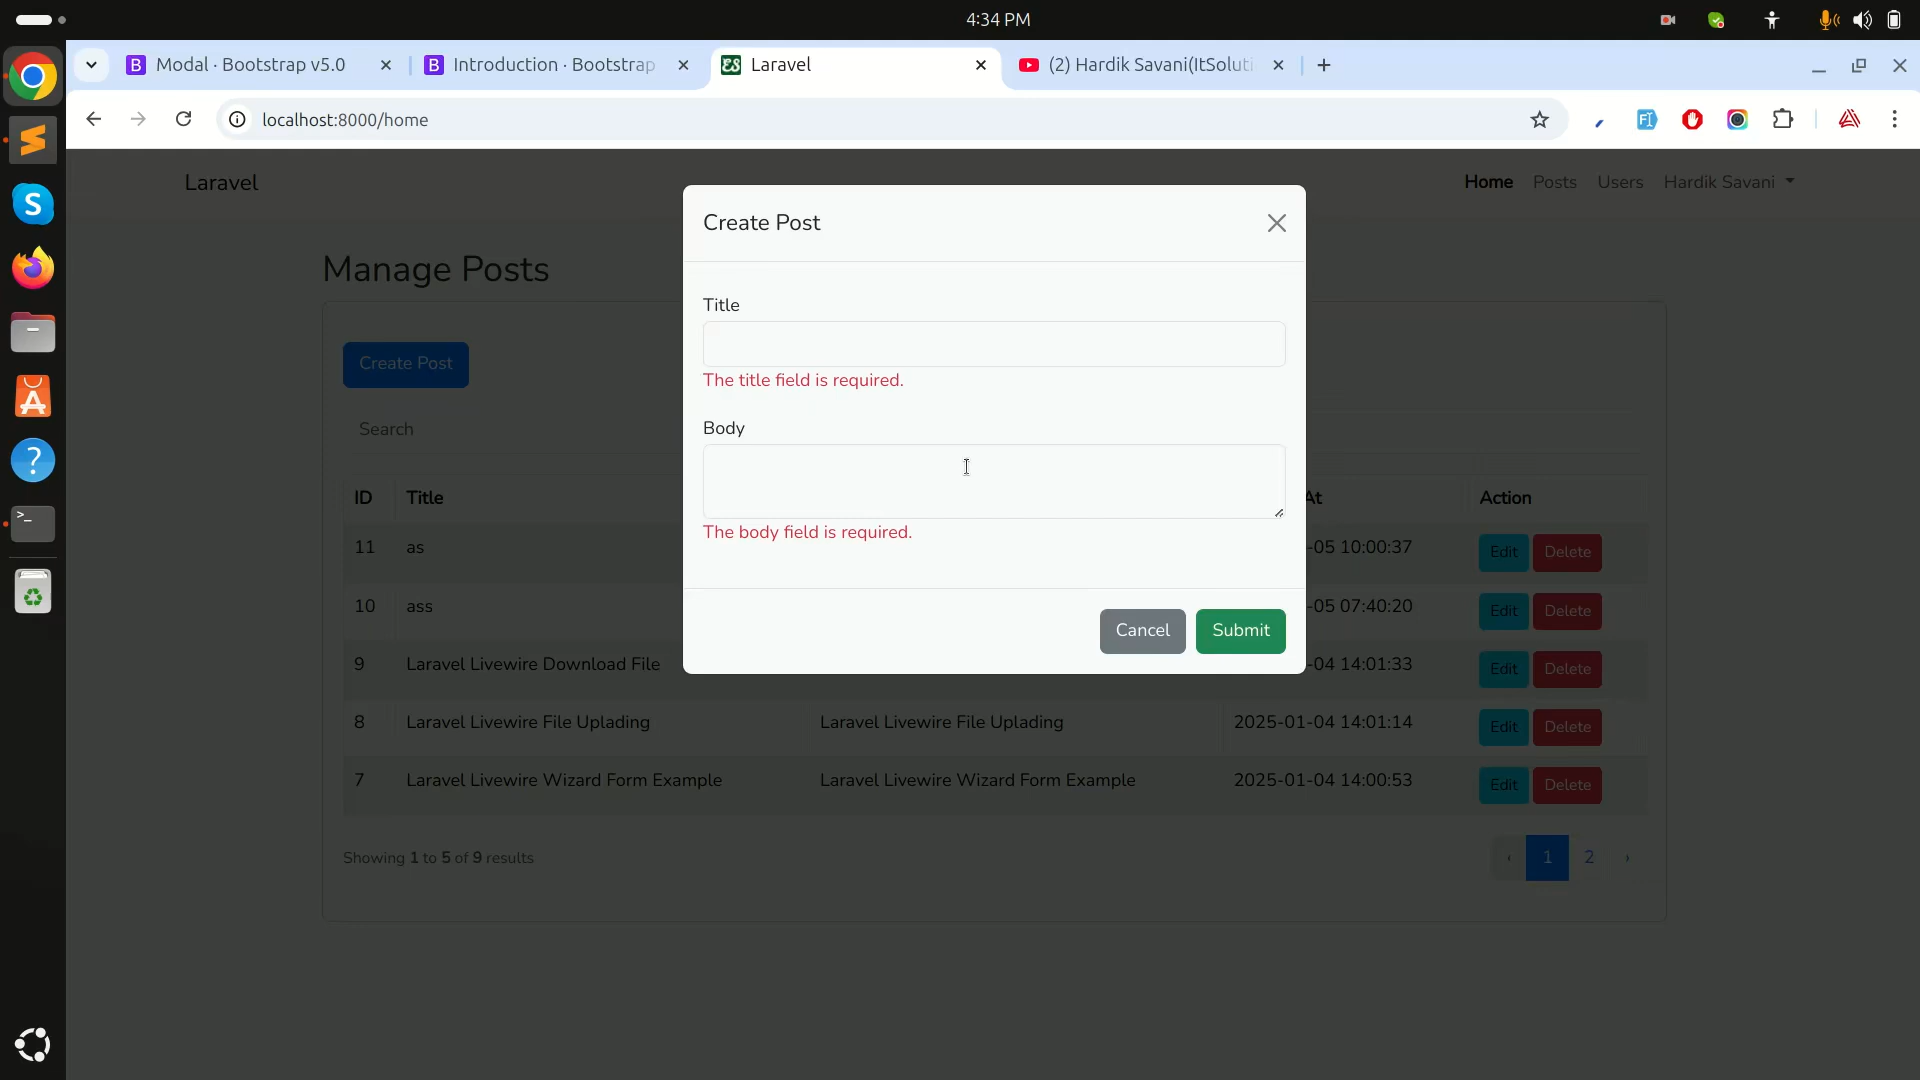 4:34 PM
Modal · Bootstrap v5.0
Introduction · Bootstrap
Laravel
(2) Hardik Savani(ItSoluti
localhost:8000/home
Laravel
Home
Posts
Users
Hardik Savani
Manage Posts
Create Post
Search
ID
Title
At
Action
11
as
-05 10:00:37
Edit
Delete
10
ass
-05 07:40:20
Edit
Delete
9
Laravel Livewire Download File
-04 14:01:33
Edit
Delete
8
Laravel Livewire File Uplading
Laravel Livewire File Uplading
2025-01-04 14:01:14
Edit
Delete
7
Laravel Livewire Wizard Form Example
Laravel Livewire Wizard Form Example
2025-01-04 14:00:53
Edit
Delete
Showing 1 to 5 of 9 results
‹
1
2
›
Create Post
Title
The title field is required.
Body
The body field is required.
Cancel
Submit